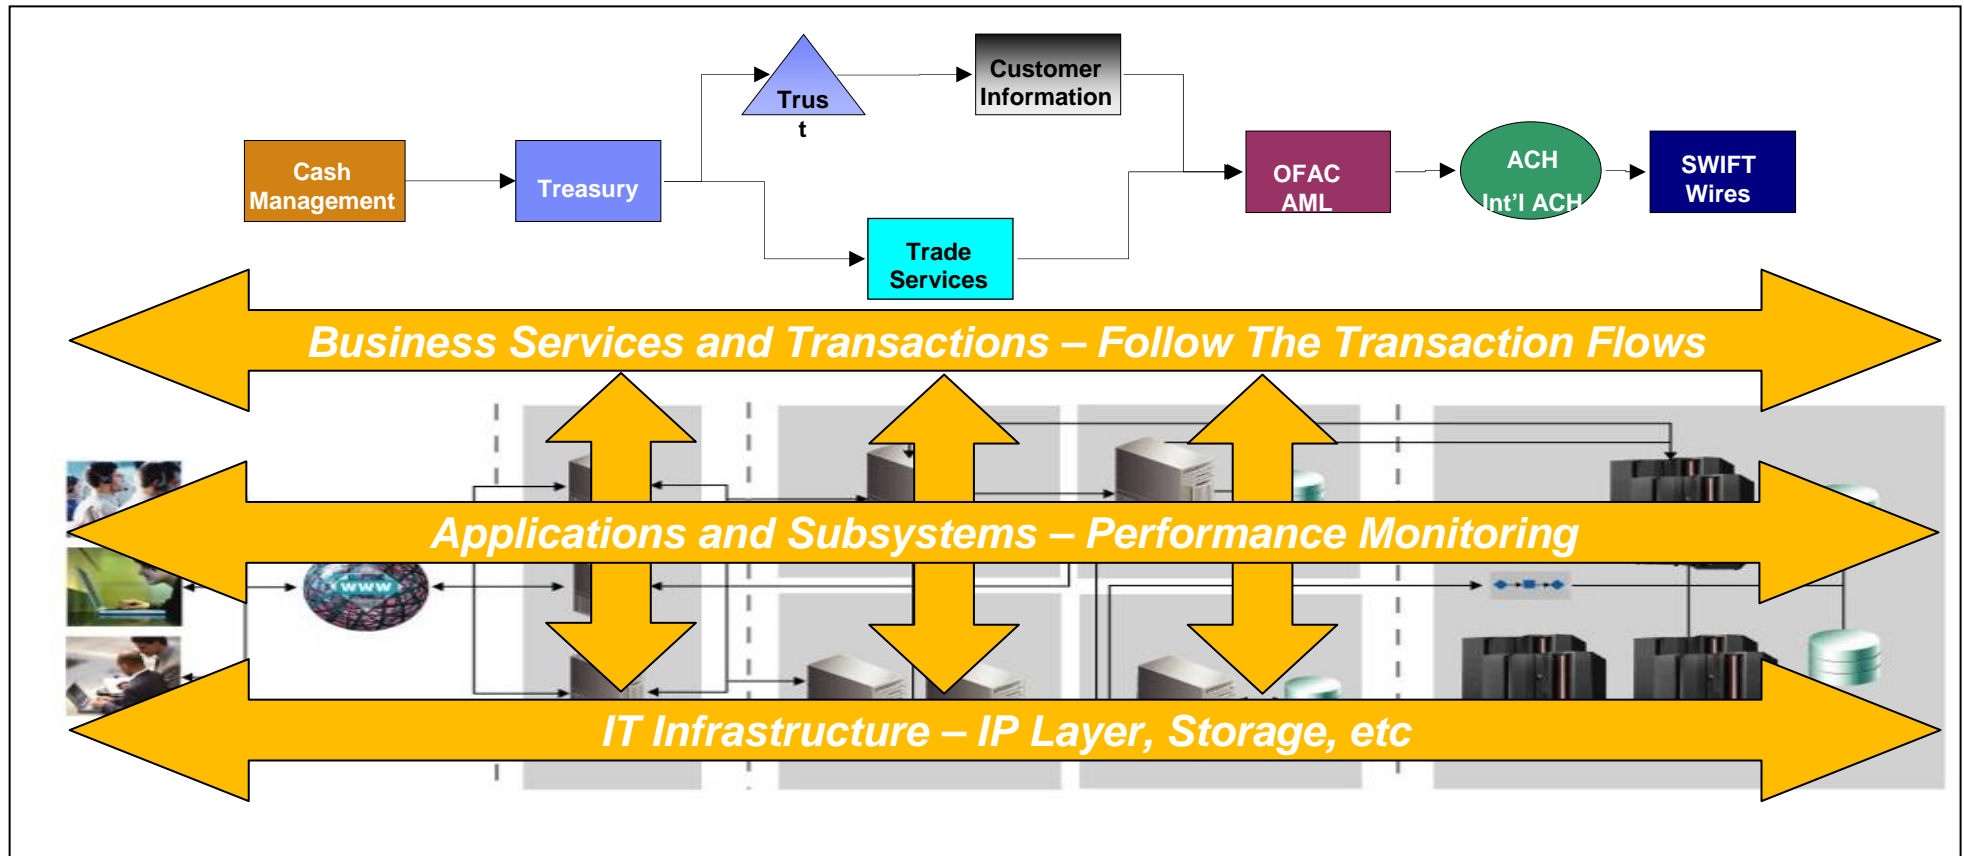 Trus
t
Customer
Information
Cash
Management
Treasury
Trade
Services
OFAC
AML
ACH
Int'l ACH
SWIFT
Wires
Business Services and Transactions – Follow The Transaction Flows
Applications and Subsystems – Performance Monitoring
www
IT Infrastructure – IP Layer, Storage, etc